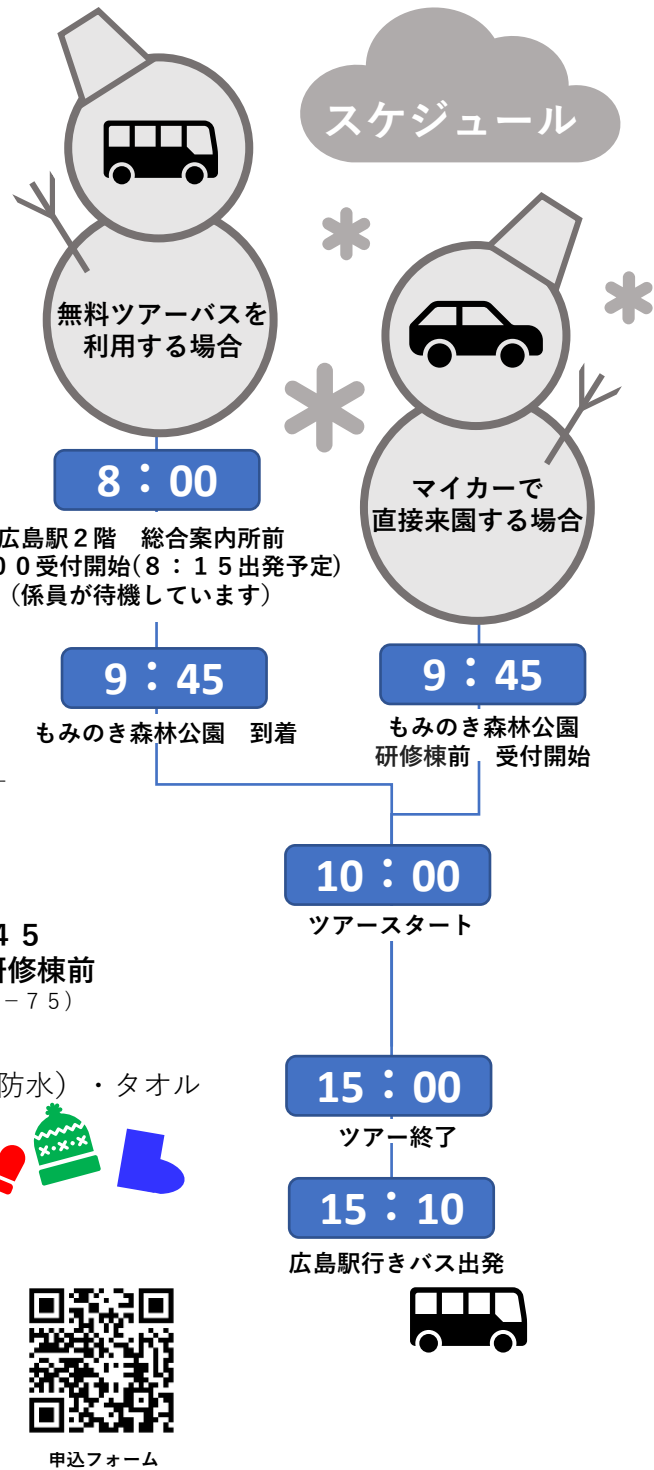 スケジュール
無料ツアーバスを
利用する場合
8：00
広島駅２階　総合案内所前
００受付開始(８：１５出発予定)
（係員が待機しています）
9：45
もみのき森林公園　到着
マイカーで
直接来園する場合
9：45
もみのき森林公園
研修棟前　受付開始
10：00
ツアースタート
４５
研修棟前
－７５）
防水）・タオル
15：00
ツアー終了
15：10
広島駅行きバス出発
申込フォーム